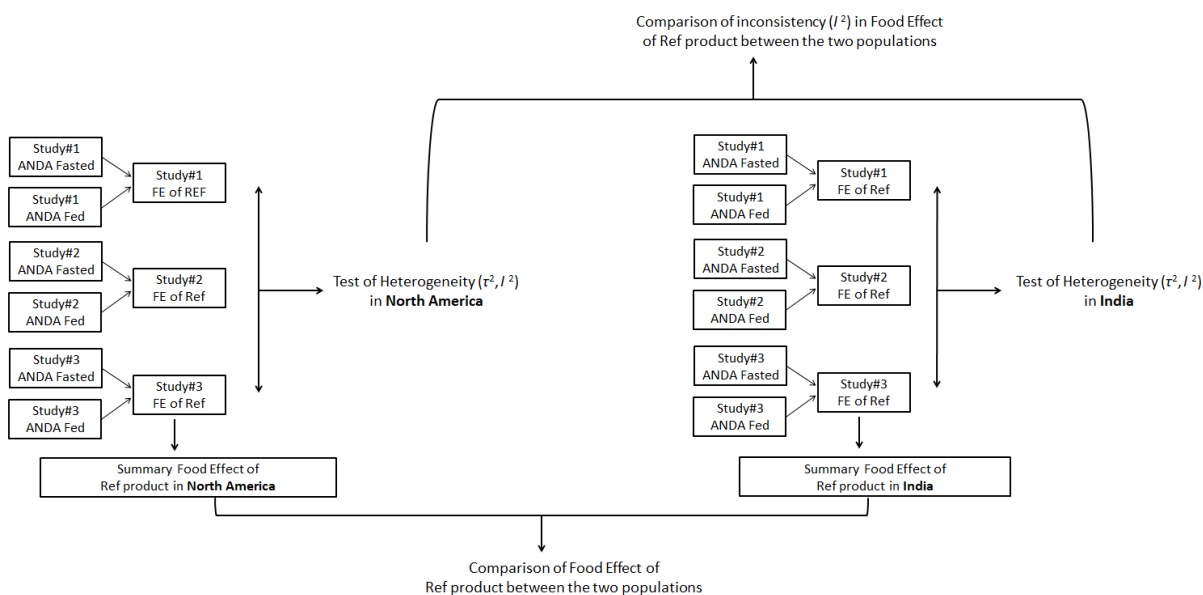 Comparison of inconsistency (I ²) in Food Effect
of Ref product between the two populations
Study#1
ANDA Fasted
Study#1
ANDA Fed
Study#1
FE of REF
Study#2
ANDA Fasted
Study#2
ANDA Fed
Study#2
FE of Ref
Study#3
ANDA Fasted
Study#3
ANDA Fed
Study#3
FE of Ref
Test of Heterogeneity (τ², I ²)
in North America
Summary Food Effect of
Ref product in North America
Study#1
ANDA Fasted
Study#1
ANDA Fed
Study#1
FE of Ref
Study#2
ANDA Fasted
Study#2
ANDA Fed
Study#2
FE of Ref
Study#3
ANDA Fasted
Study#3
ANDA Fed
Study#3
FE of Ref
Test of Heterogeneity (τ², I ²)
in India
Summary Food Effect of
Ref product in India
Comparison of Food Effect of
Ref product between the two populations